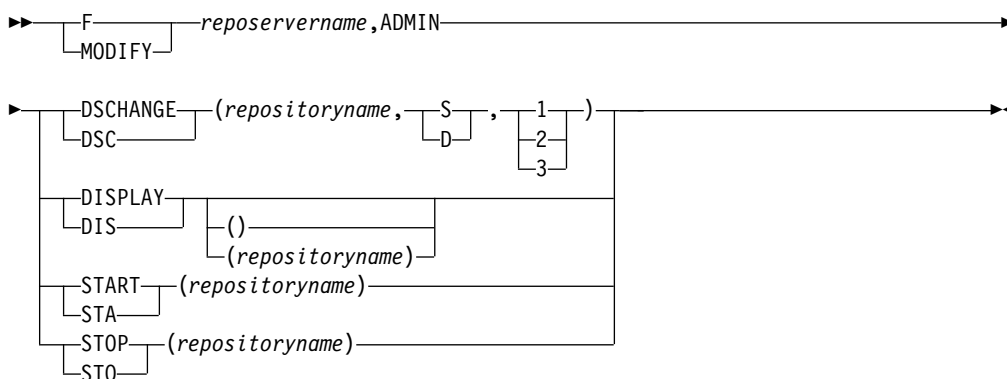 F reposervername,ADMIN
MODIFY
DSCHANGE (repositoryname, S , 1 )
DSC D 2
3
DISPLAY
DIS ()
(repositoryname)
START (repositoryname)
STA
STOP (repositoryname)
STO